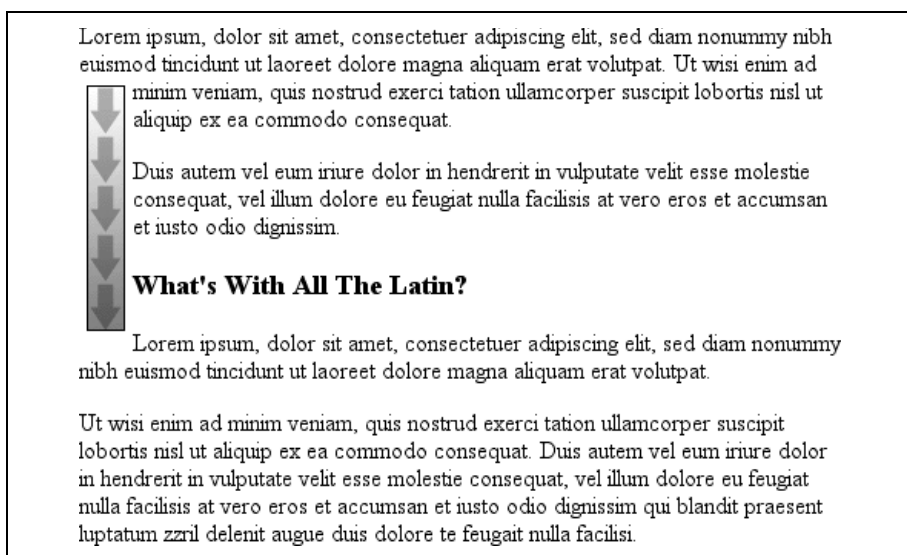 Lorem ipsum, dolor sit amet, consectetuer adipiscing elit, sed diam nonummy nibh
euismod tincidunt ut laoreet dolore magna aliquam erat volutpat. Ut wisi enim ad
minim veniam, quis nostrud exerci tation ullamcorper suscipit lobortis nisl ut
aliquip ex ea commodo consequat.
Duis autem vel eum iriure dolor in hendrerit in vulputate velit esse molestie
consequat, vel illum dolore eu feugiat nulla facilisis at vero eros et accumsan
et iusto odio dignissim.
What's With All The Latin?
Lorem ipsum, dolor sit amet, consectetuer adipiscing elit, sed diam nonummy
nibh euismod tincidunt ut laoreet dolore magna aliquam erat volutpat.
Ut wisi enim ad minim veniam, quis nostrud exerci tation ullamcorper suscipit
lobortis nisl ut aliquip ex ea commodo consequat. Duis autem vel eum iriure dolor
in hendrerit in vulputate velit esse molestie consequat, vel illum dolore eu feugiat
nulla facilisis at vero eros et accumsan et iusto odio dignissim qui blandit praesent
luptatum zzril delenit augue duis dolore te feugait nulla facilisi.